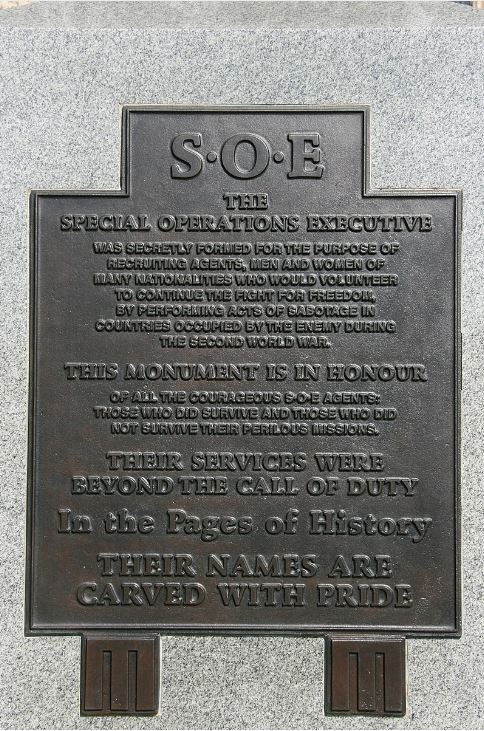 S·O·E
THE
SPECIAL OPERATIONS EXECUTIVE
WAS SECRETLY FORMED FOR THE PURPOSE OF
RECRUITING AGENTS, MEN AND WOMEN OF
MANY NATIONALITIES WHO WOULD VOLUNTEER
TO CONTINUE THE FIGHT FOR FREEDOM,
BY PERFORMING ACTS OF SABOTAGE IN
COUNTRIES OCCUPIED BY THE ENEMY DURING
THE SECOND WORLD WAR.
THIS MONUMENT IS IN HONOUR
OF ALL THE COURAGEOUS S·O·E AGENTS:
THOSE WHO DID SURVIVE AND THOSE WHO DID
NOT SURVIVE THEIR PERILOUS MISSIONS.
THEIR SERVICES WERE
BEYOND THE CALL OF DUTY
In the Pages of History
THEIR NAMES ARE
CARVED WITH PRIDE